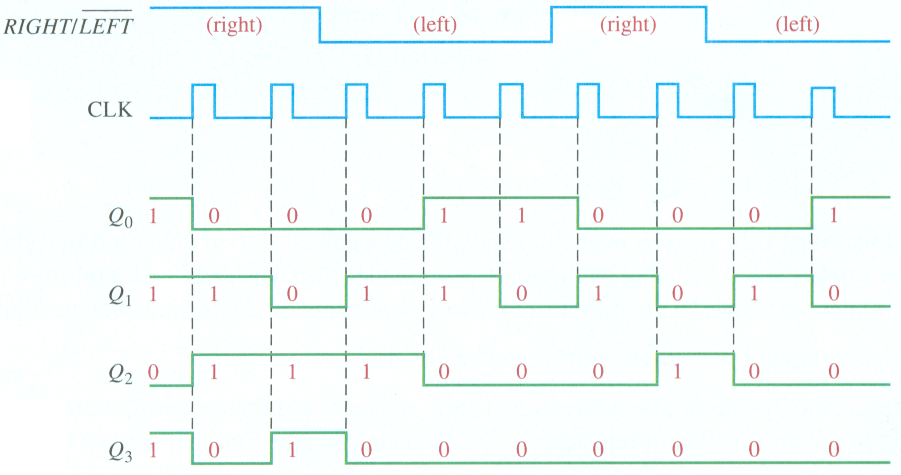 RIGHT/LEFT (right) (left) (right) (left)
CLK
Q0 1 0 0 0 1 1 0 0 0 1
Q1 1 1 0 1 1 0 1 0 1 0
Q2 0 1 1 1 0 0 0 1 0 0
Q3 1 0 1 0 0 0 0 0 0 0